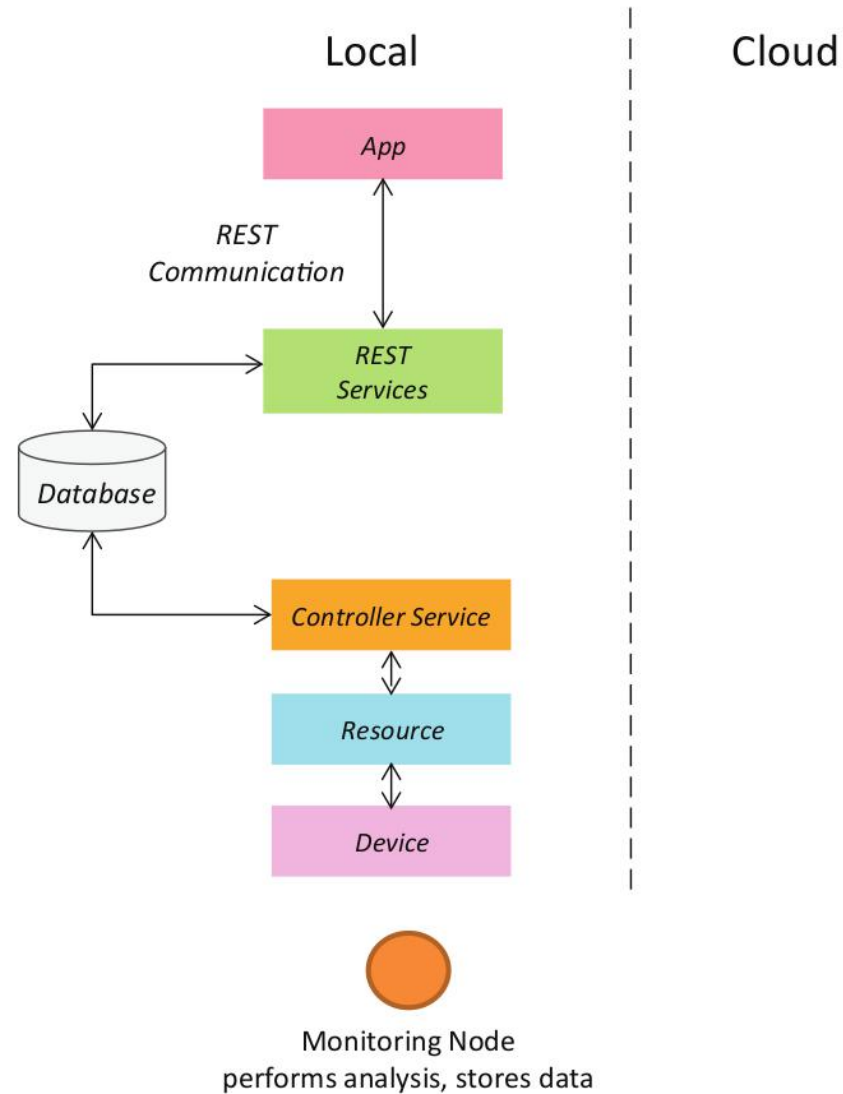 Local
Cloud
App
REST
Communication
REST
Services
Database
Controller Service
Resource
Device
Monitoring Node
performs analysis, stores data